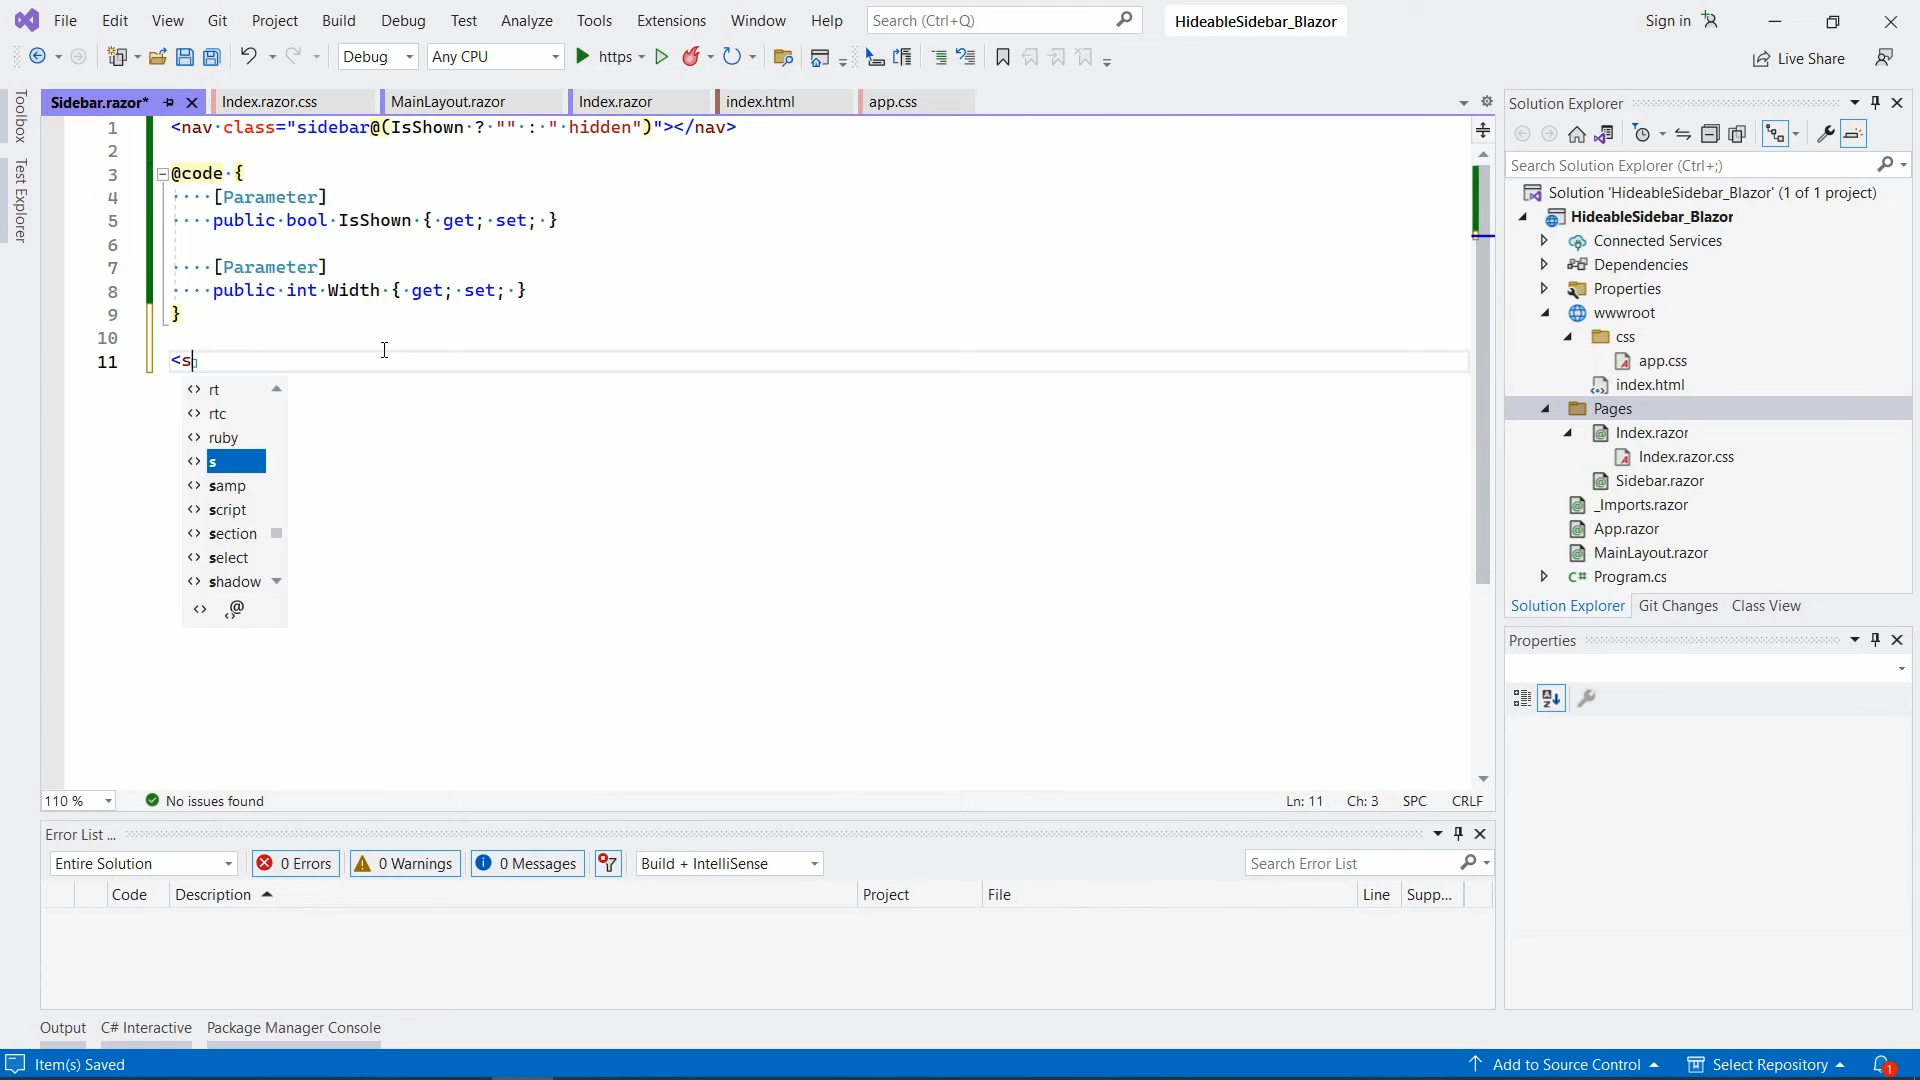 File Edit View Git Project Build Debug Test Analyze Tools Extensions Window Help Search (Ctrl+Q) HideableSidebar_Blazor Sign in
Debug Any CPU https Live Share
Toolbox
Test Explorer
Sidebar.razor* Index.razor.css MainLayout.razor Index.razor index.html app.css
1 <nav class="sidebar@(IsShown ? "" : " hidden")"></nav>
2
3 @code {
4 [Parameter]
5 public bool IsShown { get; set; }
6
7 [Parameter]
8 public int Width { get; set; }
9 }
10
11 <s
rt
rtc
ruby
s
samp
script
section
select
shadow
110 % No issues found Ln: 11 Ch: 3 SPC CRLF
Error List ...
Entire Solution 0 Errors 0 Warnings 0 Messages Build + IntelliSense Search Error List
Code Description Project File Line Supp...
Output C# Interactive Package Manager Console
Solution Explorer
Search Solution Explorer (Ctrl+;)
Solution 'HideableSidebar_Blazor' (1 of 1 project)
HideableSidebar_Blazor
Connected Services
Dependencies
Properties
wwwroot
css
app.css
index.html
Pages
Index.razor
Index.razor.css
Sidebar.razor
_Imports.razor
App.razor
MainLayout.razor
C# Program.cs
Solution Explorer Git Changes Class View
Properties
Item(s) Saved Add to Source Control Select Repository 1